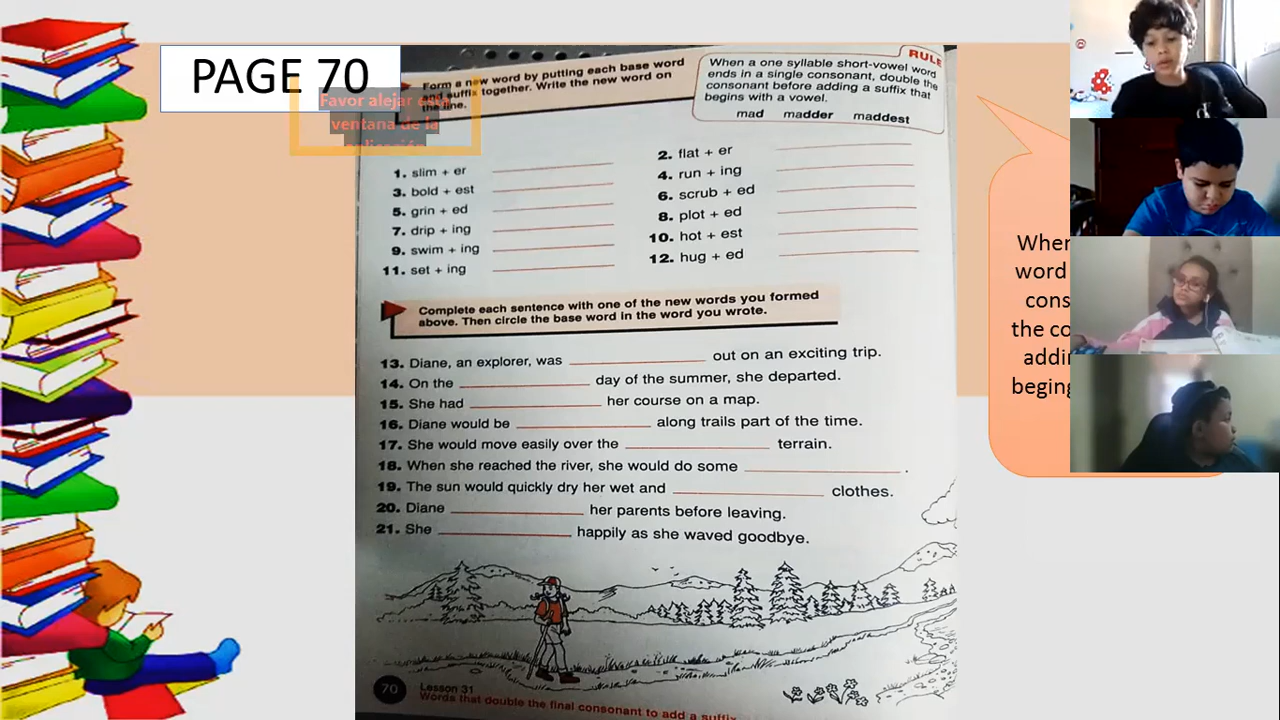 PAGE 70
Favor alejar esta
ventana de la
aplicación
Form a new word by putting each base word
and suffix together. Write the new word on
the line.
RULE
When a one syllable short-vowel word
ends in a single consonant, double the
consonant before adding a suffix that
begins with a vowel.
mad madder maddest
1. slim + er
2. flat + er
3. bold + est
4. run + ing
5. grin + ed
6. scrub + ed
7. drip + ing
8. plot + ed
9. swim + ing
10. hot + est
11. set + ing
12. hug + ed
Complete each sentence with one of the new words you formed
above. Then circle the base word in the word you wrote.
13. Diane, an explorer, was ____ out on an exciting trip.
14. On the ____ day of the summer, she departed.
15. She had ____ her course on a map.
16. Diane would be ____ along trails part of the time.
17. She would move easily over the ____ terrain.
18. When she reached the river, she would do some ____.
19. The sun would quickly dry her wet and ____ clothes.
20. Diane ____ her parents before leaving.
21. She ____ happily as she waved goodbye.
70
Lesson 31
Words that double the final consonant to add a suffix
word
the co